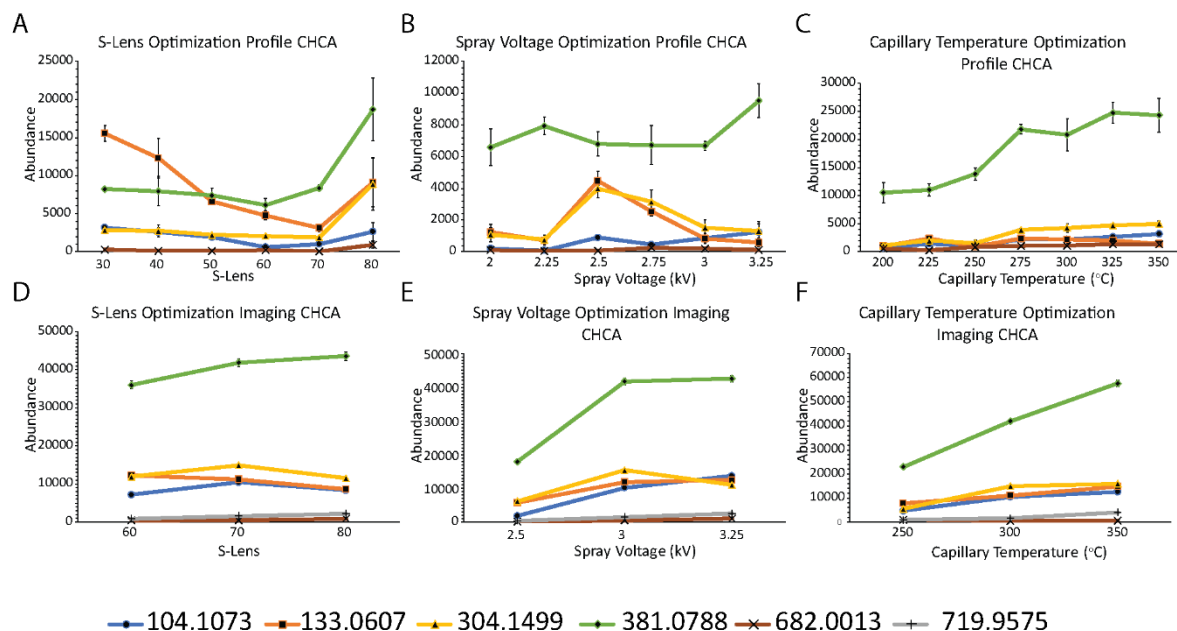 A
S-Lens Optimization Profile CHCA
Abundance
25000
20000
15000
10000
5000
0
30 40 50 60 70 80
S-Lens
B
Spray Voltage Optimization Profile CHCA
Abundance
12000
10000
8000
6000
4000
2000
0
2 2.25 2.5 2.75 3 3.25
Spray Voltage (kV)
C
Capillary Temperature Optimization
Profile CHCA
Abundance
30000
25000
20000
15000
10000
5000
0
200 225 250 275 300 325 350
Capillary Temperature (°C)
D
S-Lens Optimization Imaging CHCA
Abundance
50000
40000
30000
20000
10000
0
60 70 80
S-Lens
E
Spray Voltage Optimization Imaging
CHCA
Abundance
50000
40000
30000
20000
10000
0
2.5 3 3.25
Spray Voltage (kV)
F
Capillary Temperature Optimization
Imaging CHCA
Abundance
70000
60000
50000
40000
30000
20000
10000
0
250 300 350
Capillary Temperature (°C)
104.1073 133.0607 304.1499 381.0788 682.0013 719.9575